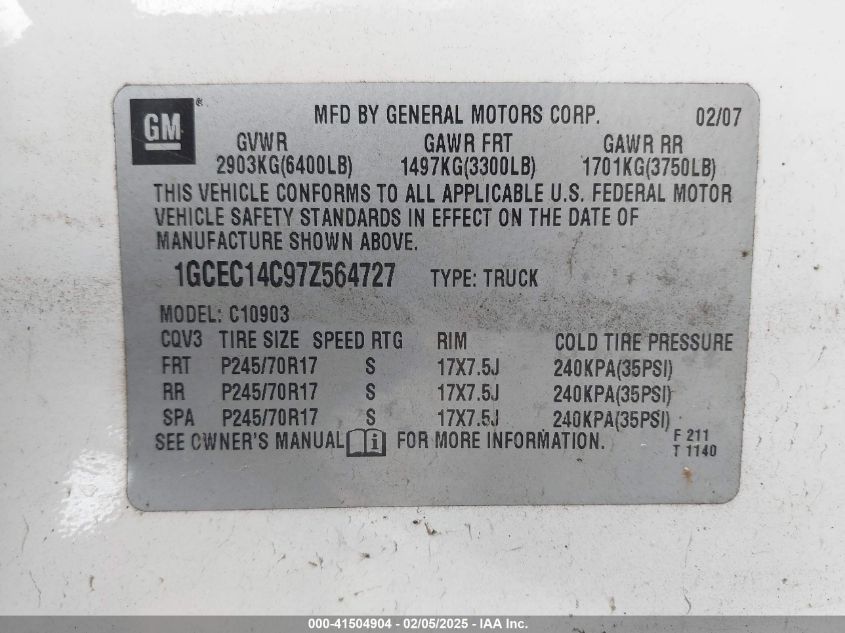 GM®
MFD BY GENERAL MOTORS CORP. 02/07
GVWR GAWR FRT GAWR RR
2903KG(6400LB) 1497KG(3300LB) 1701KG(3750LB)
THIS VEHICLE CONFORMS TO ALL APPLICABLE U.S. FEDERAL MOTOR
VEHICLE SAFETY STANDARDS IN EFFECT ON THE DATE OF
MANUFACTURE SHOWN ABOVE.
1GCEC14C97Z564727 TYPE: TRUCK
MODEL: C10903
CQV3 TIRE SIZE SPEED RTG RIM COLD TIRE PRESSURE
FRT P245/70R17 S 17X7.5J 240KPA(35PSI)
RR P245/70R17 S 17X7.5J 240KPA(35PSI)
SPA P245/70R17 S 17X7.5J 240KPA(35PSI)
SEE OWNER'S MANUAL i FOR MORE INFORMATION.
F 211
T 1140
000-41504904 - 02/05/2025 - IAA Inc.